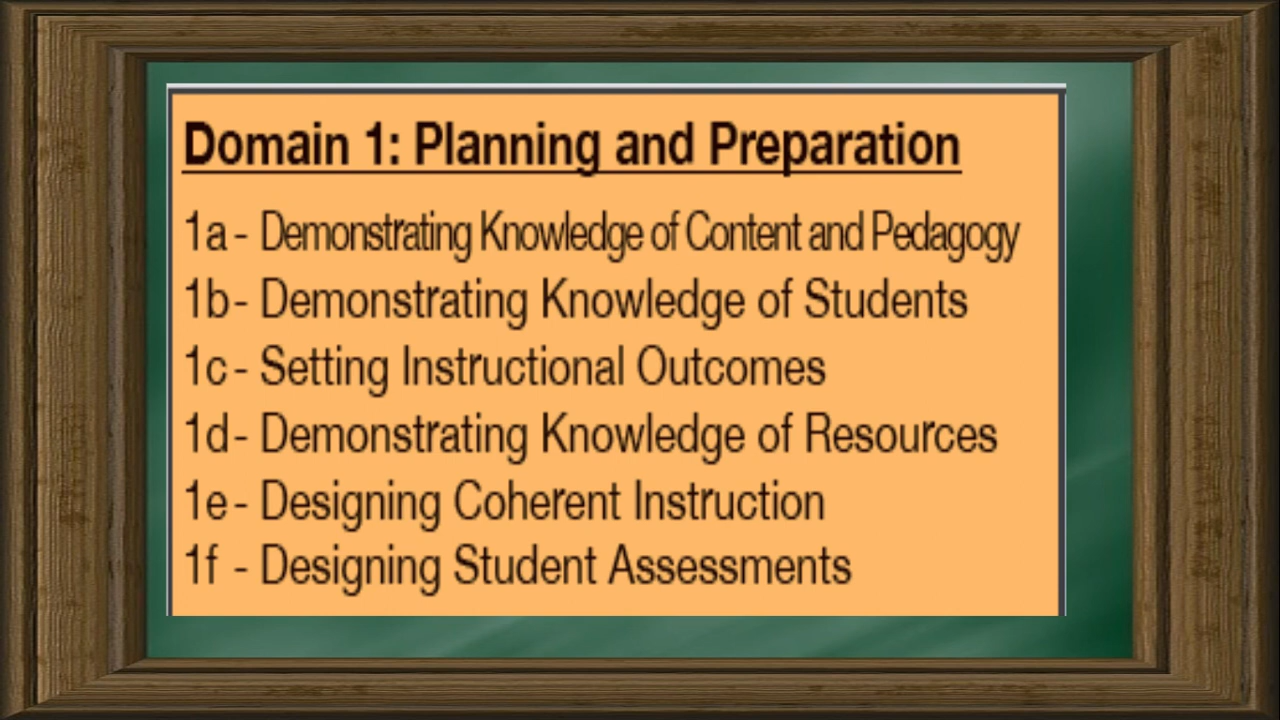 Domain 1: Planning and Preparation
1a - Demonstrating Knowledge of Content and Pedagogy
1b - Demonstrating Knowledge of Students
1c - Setting Instructional Outcomes
1d - Demonstrating Knowledge of Resources
1e - Designing Coherent Instruction
1f - Designing Student Assessments